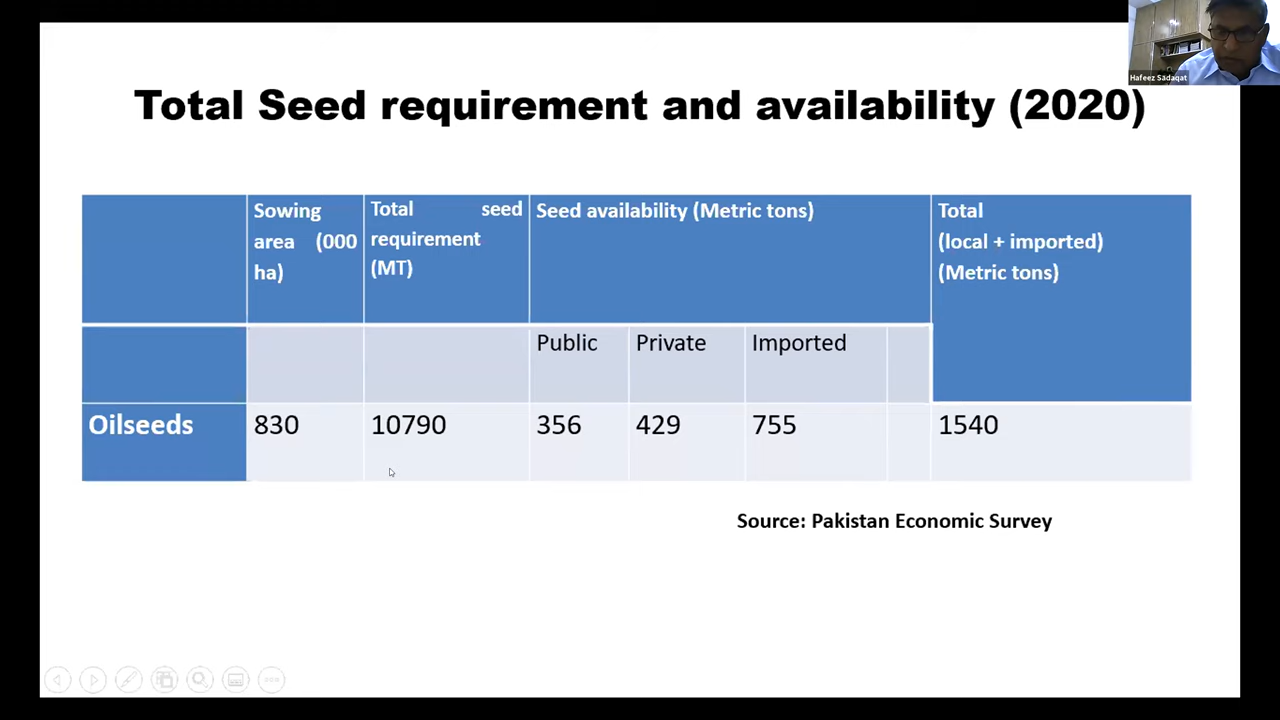 Hafeez Sadaqat
Total Seed requirement and availability (2020)
Sowing area (000 ha)
Total seed requirement (MT)
Seed availability (Metric tons)
Total
(local + imported)
(Metric tons)
Public Private Imported
Oilseeds 830 10790 356 429 755 1540
Source: Pakistan Economic Survey